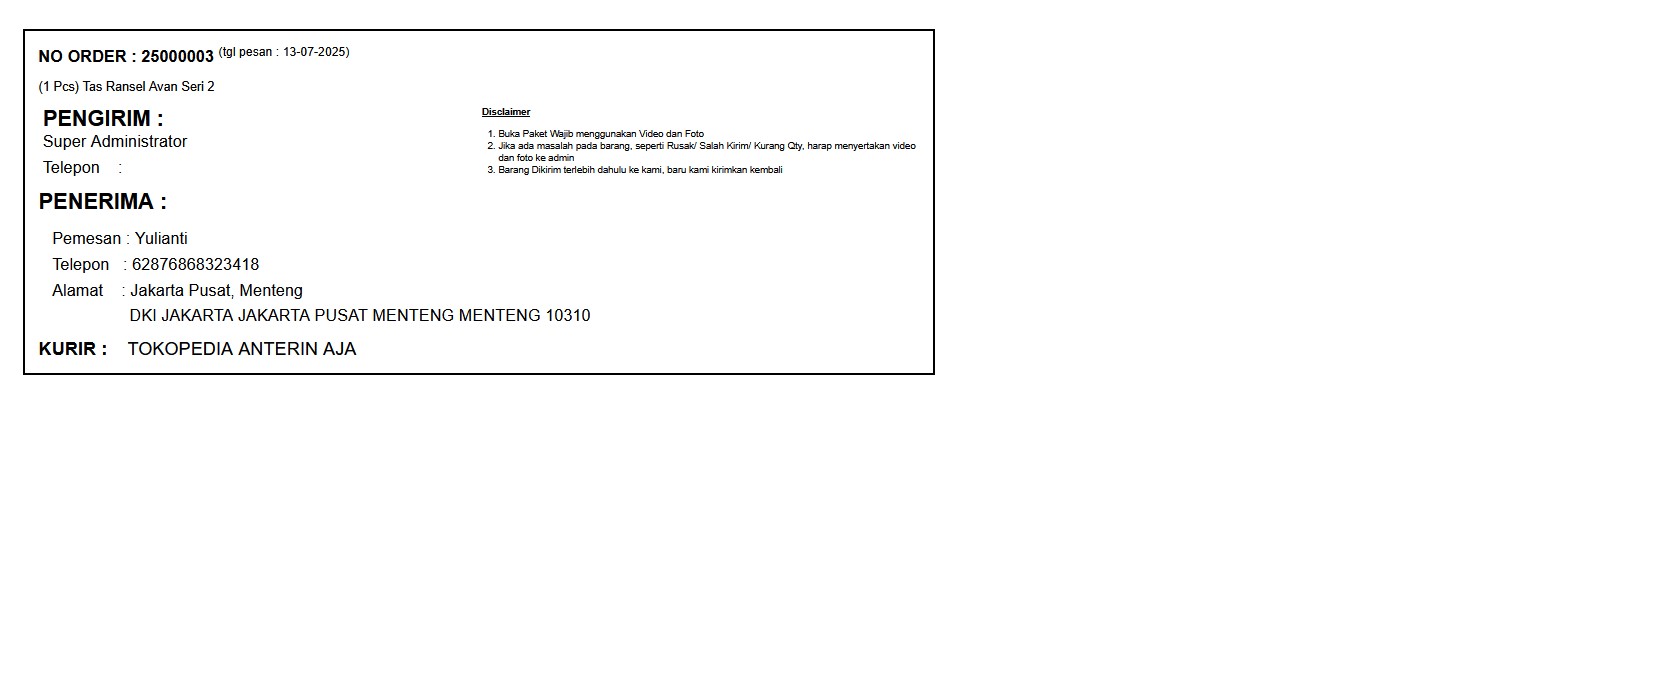 NO ORDER : 25000003 (tgl pesan : 13-07-2025)
(1 Pcs) Tas Ransel Avan Seri 2
PENGIRIM :
Super Administrator
Telepon :
Disclaimer
1. Buka Paket Wajib menggunakan Video dan Foto
2. Jika ada masalah pada barang, seperti Rusak/ Salah Kirim/ Kurang Qty, harap menyertakan video
dan foto ke admin
3. Barang Dikirim terlebih dahulu ke kami, baru kami kirimkan kembali
PENERIMA :
Pemesan : Yulianti
Telepon : 62876868323418
Alamat : Jakarta Pusat, Menteng
DKI JAKARTA JAKARTA PUSAT MENTENG MENTENG 10310
KURIR : TOKOPEDIA ANTERIN AJA